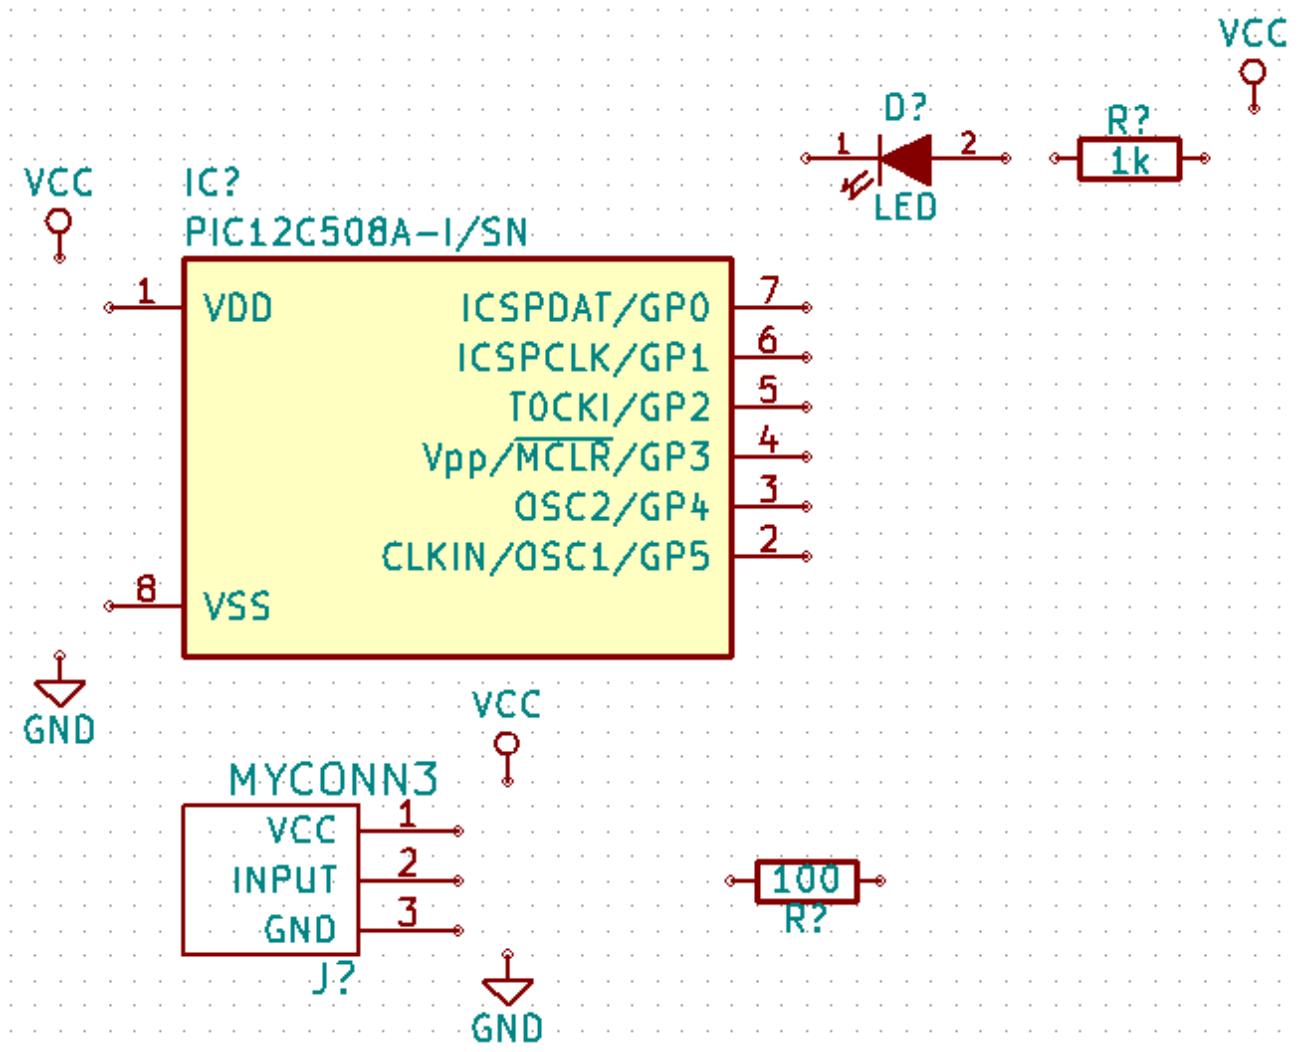 VCC
D?
R?
1 2
1k
LED
VCC
IC?
PIC12C508A-I/SN
1 VDD ICSPDAT/GP0 7
ICSPCLK/GP1 6
T0CKI/GP2 5
Vpp/MCLR/GP3 4
OSC2/GP4 3
CLKIN/OSC1/GP5 2
8 VSS
GND
VCC
MYCONN3
VCC 1
INPUT 2
GND 3
J?
GND
100
R?